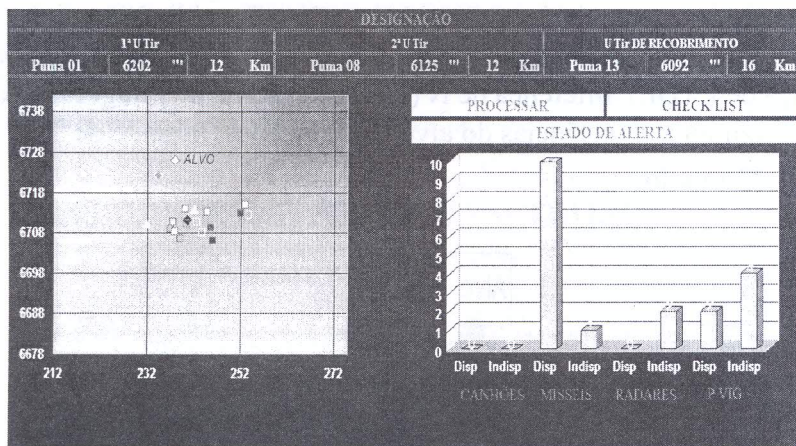 DESIGNAÇÃO
1ª U Tir 2ª U Tir U Tir DE RECOBRIMENTO
Puma 01 6202 ''' 12 Km Puma 08 6125 ''' 12 Km Puma 13 6092 ''' 16 Km
PROCESSAR CHECK LIST
ESTADO DE ALERTA
6738
6728
6718
6708
6698
6688
6678
212 232 252 272
ALVO
10
9
8
7
6
5
4
3
2
1
0
Disp Indisp Disp Indisp Disp Indisp Disp Indisp
CANHÕES MÍSSEIS RADARES P VIG